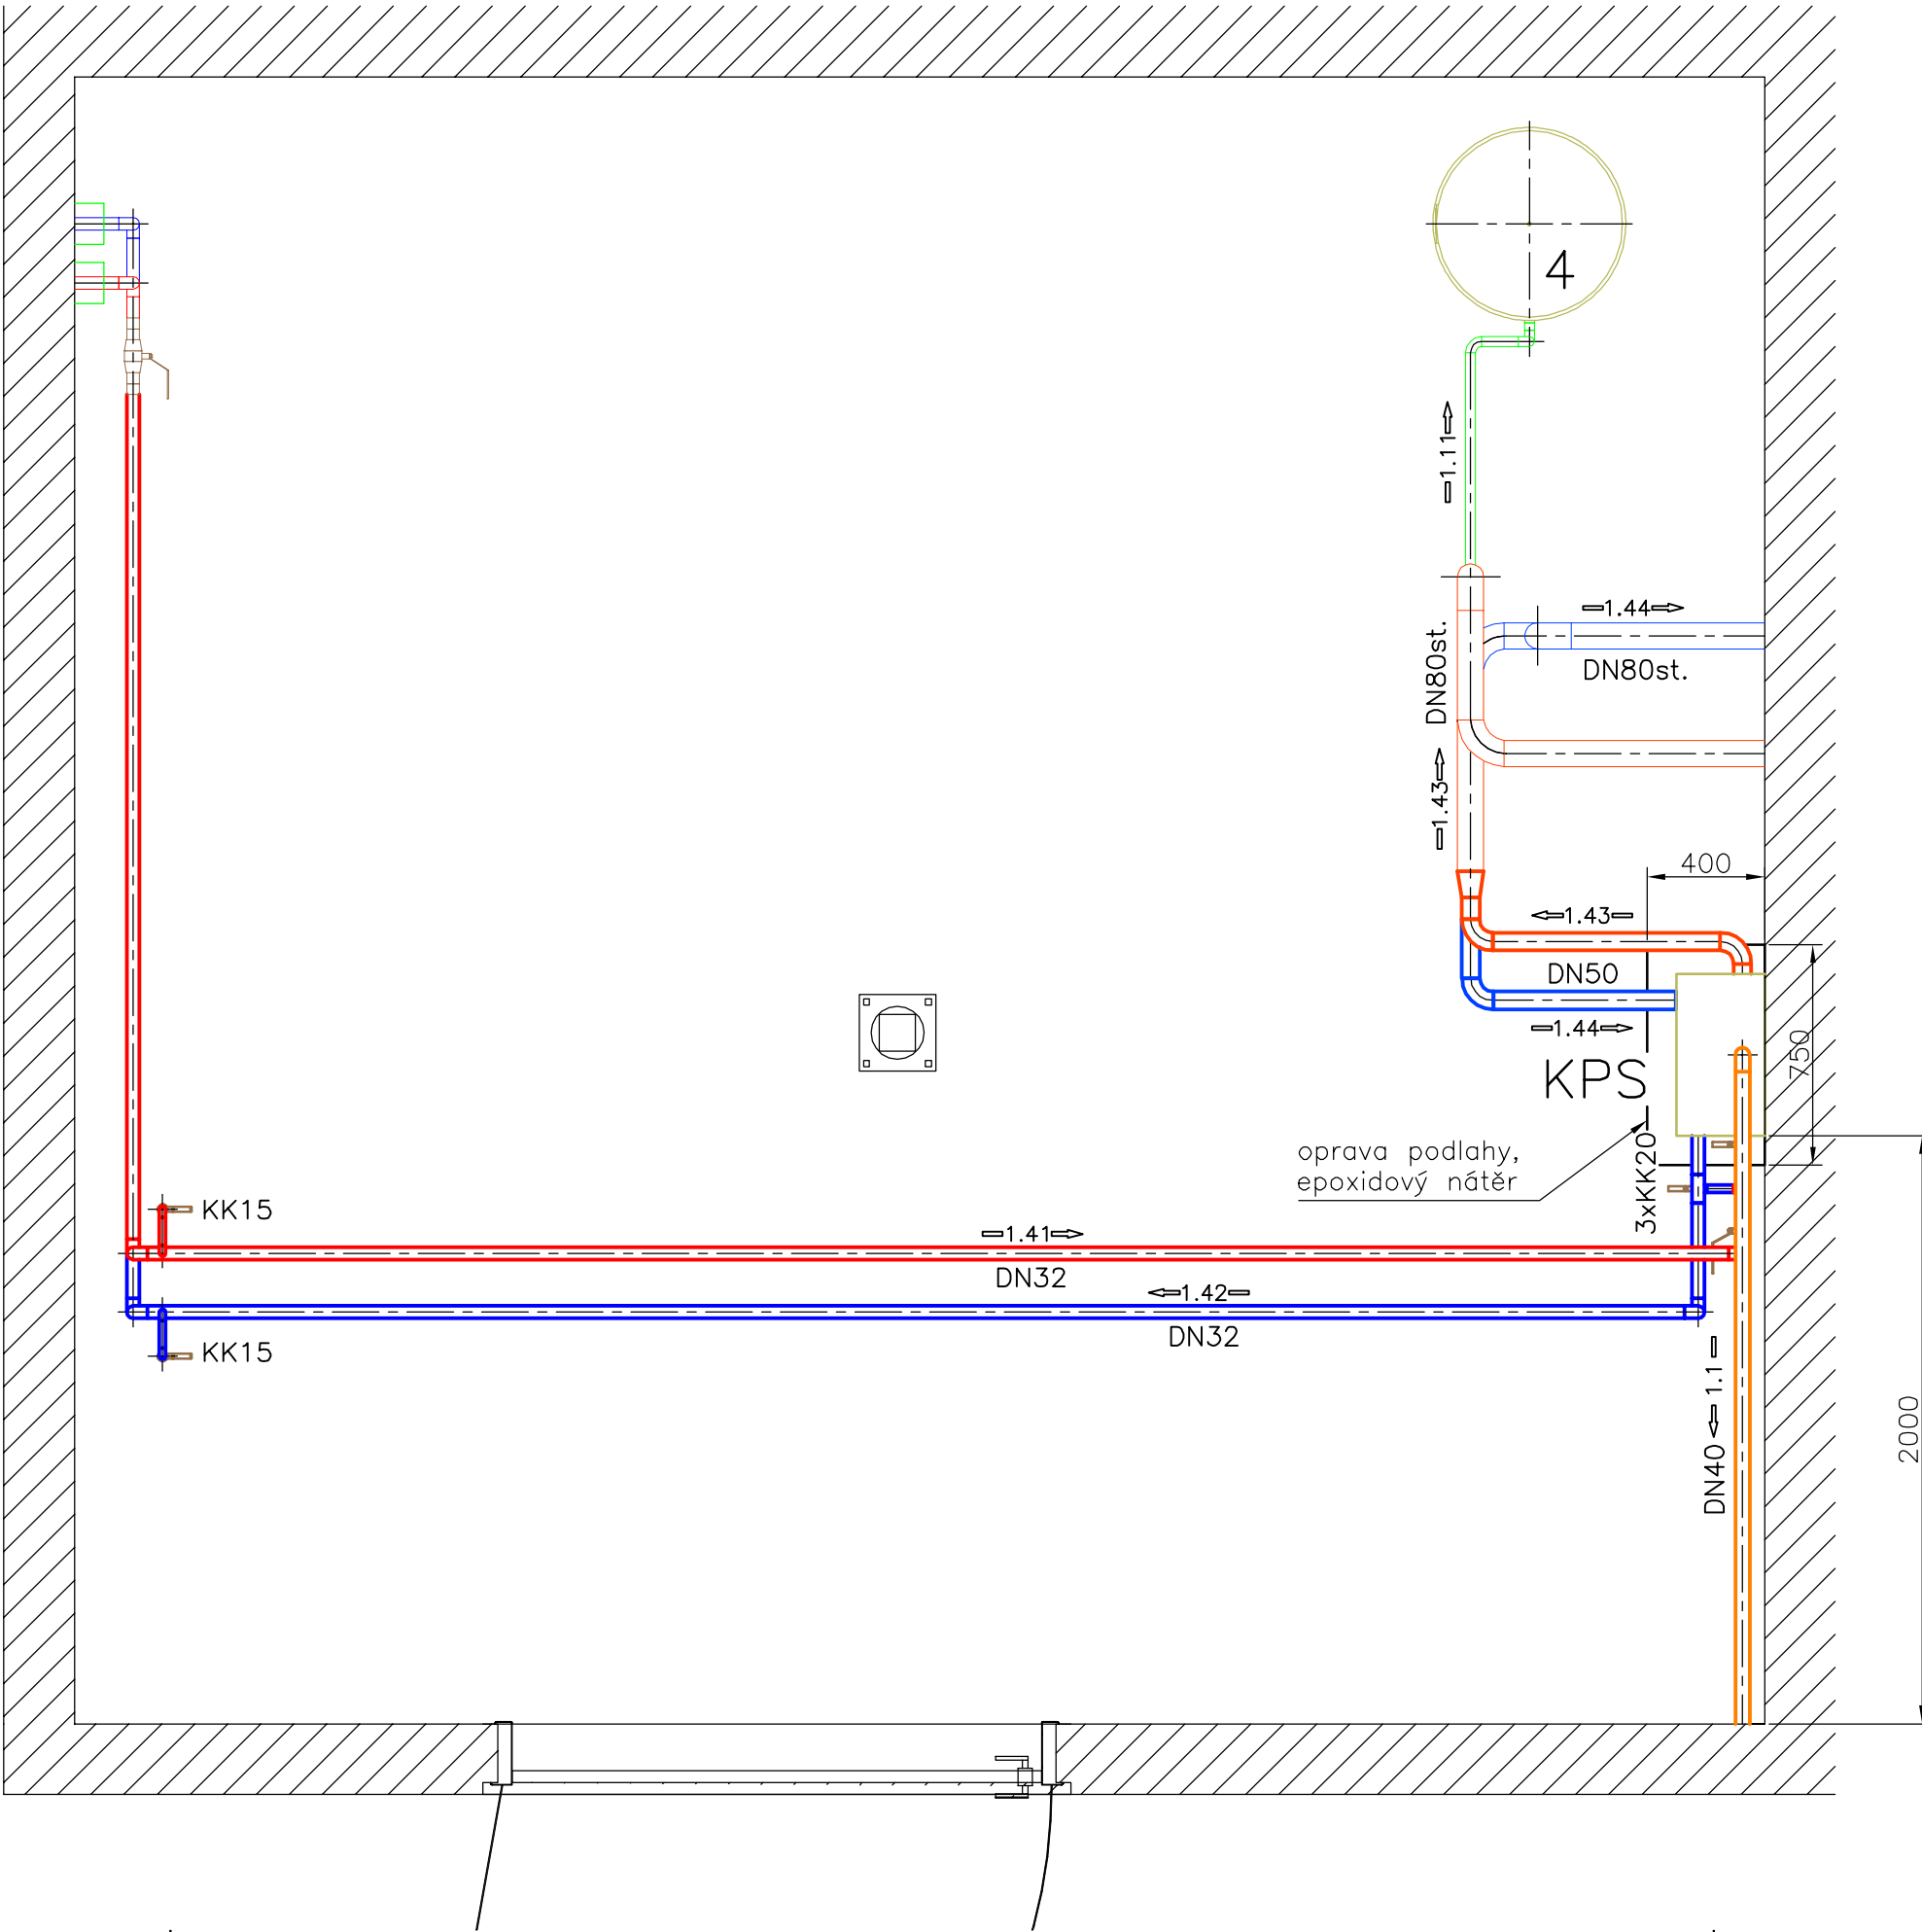 4
1.11
1.44
DN80st.
DN80st.
1.43
400
1.43
DN50
1.44
750
KPS
oprava podlahy,
epoxidový nátěr
3xKK20
KK15
1.41
DN32
1.42
DN32
KK15
1.1
DN40
2000